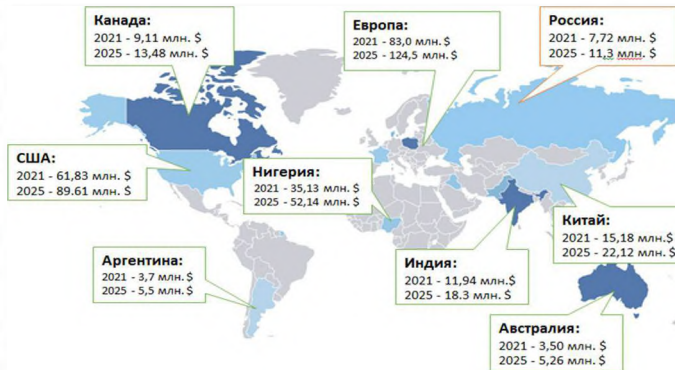 Канада:
2021 - 9,11 млн. $
2025 - 13,48 млн. $
Европа:
2021 - 83,0 млн. $
2025 - 124,5 млн. $
Россия:
2021 - 7,72 млн. $
2025 - 11,3 млн. $
США:
2021 - 61,83 млн. $
2025 - 89.61 млн. $
Нигерия:
2021 - 35,13 млн. $
2025 - 52,14 млн. $
Китай:
2021 - 15,18 млн. $
2025 - 22,12 млн. $
Аргентина:
2021 - 3,7 млн. $
2025 - 5,5 млн. $
Индия:
2021 - 11,94 млн.$
2025 - 18.3 млн. $
Австралия:
2021 - 3,50 млн. $
2025 - 5,26 млн. $